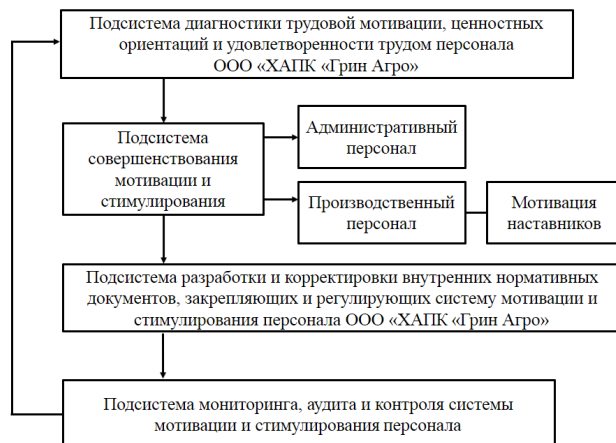 Подсистема диагностики трудовой мотивации, ценностных
ориентаций и удовлетворенности трудом персонала
ООО «ХАПК «Грин Агро»
Подсистема
совершенствования
мотивации и
стимулирования
Административный
персонал
Производственный
персонал
Мотивация
наставников
Подсистема разработки и корректировки внутренних нормативных
документов, закрепляющих и регулирующих систему мотивации и
стимулирования персонала ООО «ХАПК «Грин Агро»
Подсистема мониторинга, аудита и контроля системы
мотивации и стимулирования персонала